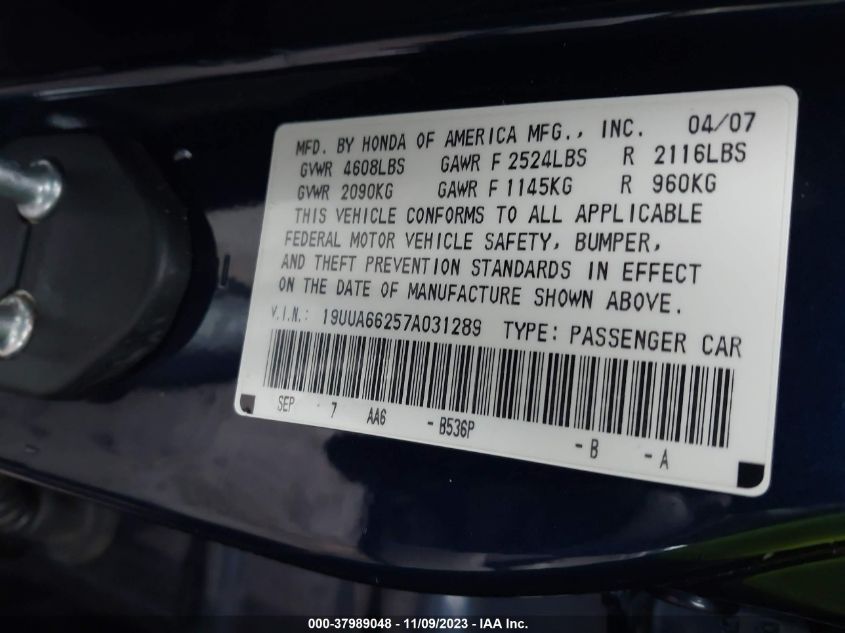 MFD. BY HONDA OF AMERICA MFG., INC. 04/07
GVWR 4608LBS GAWR F 2524LBS R 2116LBS
GVWR 2090KG GAWR F 1145KG R 960KG
THIS VEHICLE CONFORMS TO ALL APPLICABLE
FEDERAL MOTOR VEHICLE SAFETY, BUMPER,
AND THEFT PREVENTION STANDARDS IN EFFECT
ON THE DATE OF MANUFACTURE SHOWN ABOVE.
V.I.N.: 19UUA66257A031289 TYPE: PASSENGER CAR
SEP 7 AA6 - B536P - B - A
000-37989048 - 11/09/2023 - IAA Inc.